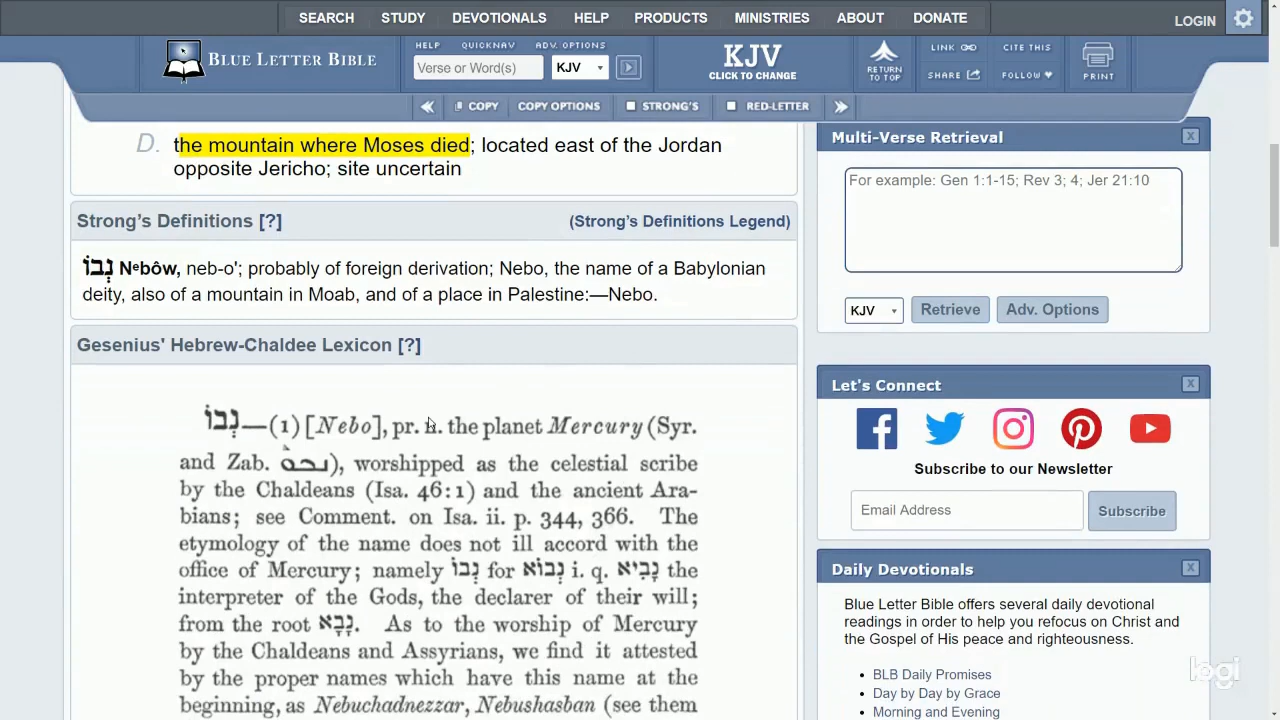 SEARCH STUDY DEVOTIONALS HELP PRODUCTS MINISTRIES ABOUT DONATE LOGIN
BLUE LETTER BIBLE
HELP QUICKNAV ADV. OPTIONS
Verse or Word(s) KJV
KJV
CLICK TO CHANGE
RETURN
TO TOP
LINK CITE THIS
SHARE FOLLOW
PRINT
COPY COPY OPTIONS STRONG'S RED-LETTER
D. the mountain where Moses died; located east of the Jordan
opposite Jericho; site uncertain
Strong's Definitions [?] (Strong's Definitions Legend)
נְבוֹ Nᵉbôw, neb-o'; probably of foreign derivation; Nebo, the name of a Babylonian
deity, also of a mountain in Moab, and of a place in Palestine:—Nebo.
Gesenius' Hebrew-Chaldee Lexicon [?]
נְבוֹ—(1) [Nebo], pr. n. the planet Mercury (Syr.
and Zab. ), worshipped as the celestial scribe
by the Chaldeans (Isa. 46:1) and the ancient Ara-
bians; see Comment. on Isa. ii. p. 344, 366. The
etymology of the name does not ill accord with the
office of Mercury; namely נְבוֹ for נְבוֹא i. q. נָבִיא the
interpreter of the Gods, the declarer of their will;
from the root נָבָא. As to the worship of Mercury
by the Chaldeans and Assyrians, we find it attested
by the proper names which have this name at the
beginning, as Nebuchadnezzar, Nebushasban (see them
Multi-Verse Retrieval X
For example: Gen 1:1-15; Rev 3; 4; Jer 21:10
KJV Retrieve Adv. Options
Let's Connect X
Subscribe to our Newsletter
Email Address Subscribe
Daily Devotionals X
Blue Letter Bible offers several daily devotional
readings in order to help you refocus on Christ and
the Gospel of His peace and righteousness.
• BLB Daily Promises
• Day by Day by Grace
• Morning and Evening
logi